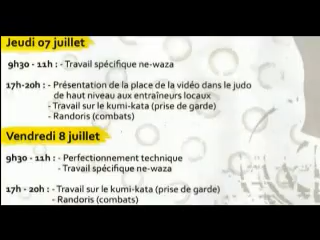 Jeudi 07 juillet
9h30 - 11h : - Travail spécifique ne-waza
17h-20h : - Présentation de la place de la vidéo dans le judo
de haut niveau aux entraîneurs locaux
- Travail sur le kumi-kata (prise de garde)
- Randoris (combats)
Vendredi 8 juillet
9h30 - 11h : - Perfectionnement technique
- Travail spécifique ne-waza
17h - 20h : - Travail sur le kumi-kata (prise de garde)
- Randoris (combats)